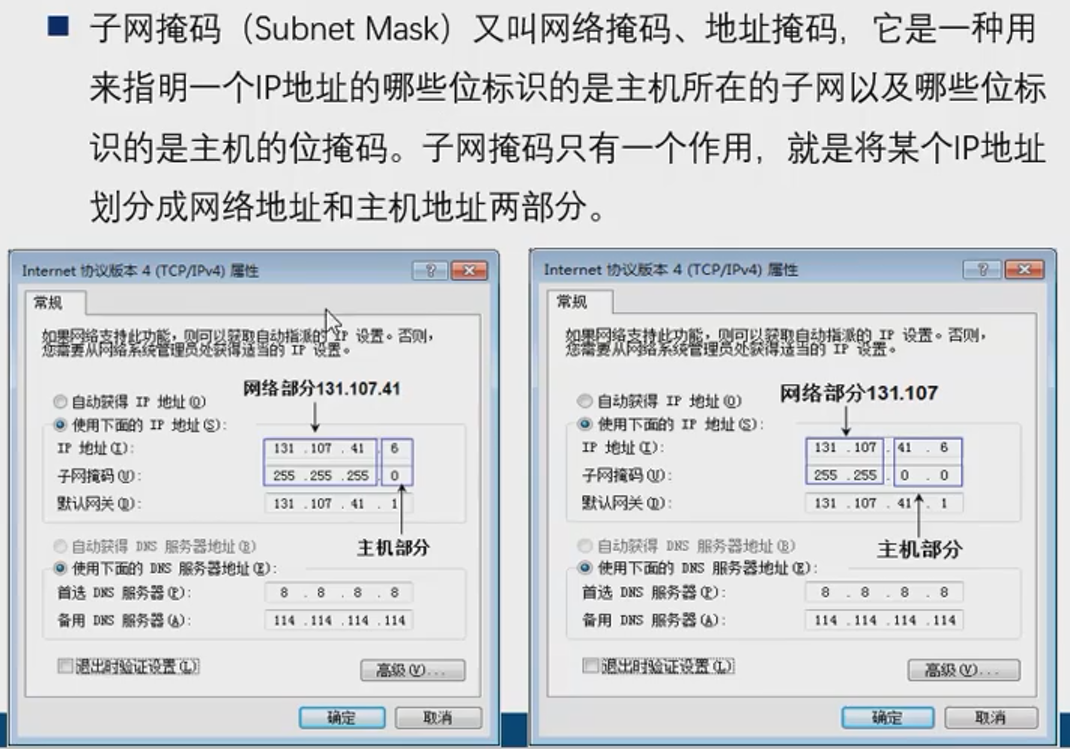 子网掩码（Subnet Mask）又叫网络掩码、地址掩码，它是一种用
来指明一个IP地址的哪些位标识的是主机所在的子网以及哪些位标
识的是主机的位掩码。子网掩码只有一个作用，就是将某个IP地址
划分成网络地址和主机地址两部分。
Internet 协议版本 4 (TCP/IPv4) 属性
常规
如果网络支持此功能，则可以获取自动指派的 IP 设置。否则，
您需要从网络系统管理员处获得适当的 IP 设置。
网络部分131.107.41
自动获得 IP 地址(O)
使用下面的 IP 地址(S):
IP 地址(I): 131 .107 . 41 . 6
子网掩码(U): 255 .255 .255 . 0
默认网关(D): 131 .107 . 41 . 1
主机部分
自动获得 DNS 服务器地址(B)
使用下面的 DNS 服务器地址(E):
首选 DNS 服务器(P): 8 . 8 . 8 . 8
备用 DNS 服务器(A): 114 .114 .114 .114
退出时验证设置(L)
高级(V)...
确定 取消
Internet 协议版本 4 (TCP/IPv4) 属性
常规
如果网络支持此功能，则可以获取自动指派的 IP 设置。否则，
您需要从网络系统管理员处获得适当的 IP 设置。
网络部分131.107
自动获得 IP 地址(O)
使用下面的 IP 地址(S):
IP 地址(I): 131 .107 . 41 . 6
子网掩码(U): 255 .255 . 0 . 0
默认网关(D): 131 .107 . 41 . 1
主机部分
自动获得 DNS 服务器地址(B)
使用下面的 DNS 服务器地址(E):
首选 DNS 服务器(P): 8 . 8 . 8 . 8
备用 DNS 服务器(A): 114 .114 .114 .114
退出时验证设置(L)
高级(V)...
确定 取消